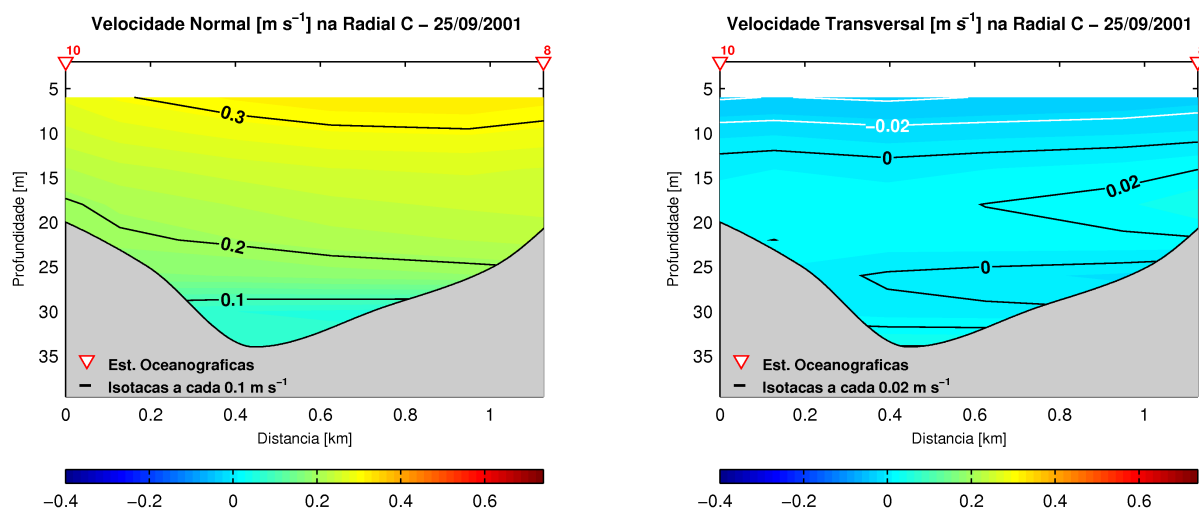 Velocidade Normal [m s⁻¹] na Radial C − 25/09/2001
10
8
5
10
15
20
25
30
35
Profundidade [m]
0.3
0.2
0.1
Est. Oceanograficas
Isotacas a cada 0.1 m s⁻¹
0 0.2 0.4 0.6 0.8 1
Distancia [km]
−0.4 −0.2 0 0.2 0.4 0.6
Velocidade Transversal [m s⁻¹] na Radial C − 25/09/2001
10
5
10
15
20
25
30
35
Profundidade [m]
−0.02
0
0.02
0
Est. Oceanograficas
Isotacas a cada 0.02 m s⁻¹
0 0.2 0.4 0.6 0.8 1
Distancia [km]
−0.4 −0.2 0 0.2 0.4 0.6